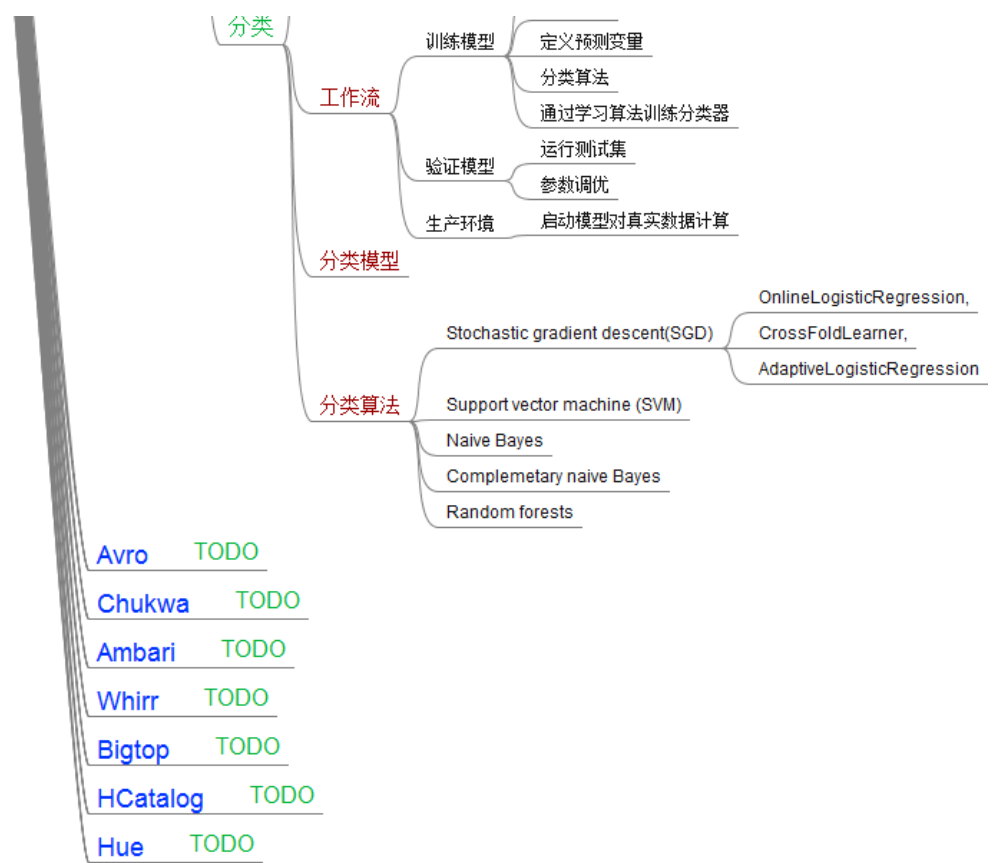 分类
训练模型
定义预测变量
分类算法
工作流
通过学习算法训练分类器
运行测试集
验证模型
参数调优
生产环境
启动模型对真实数据计算
分类模型
OnlineLogisticRegression,
Stochastic gradient descent(SGD)
CrossFoldLearner,
AdaptiveLogisticRegression
分类算法
Support vector machine (SVM)
Naive Bayes
Complemetary naive Bayes
Random forests
Avro TODO
Chukwa TODO
Ambari TODO
Whirr TODO
Bigtop TODO
HCatalog TODO
Hue TODO